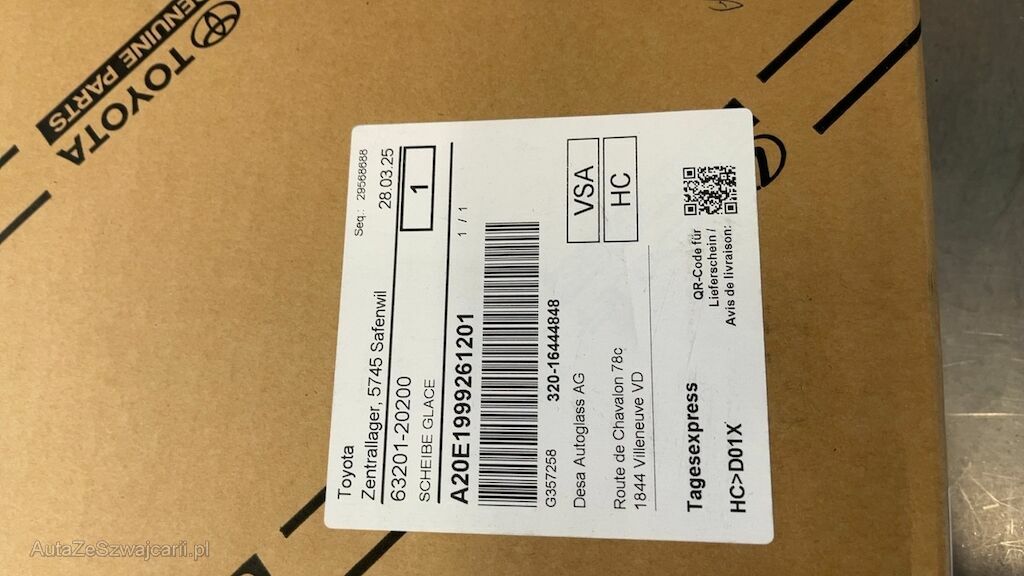 TOYOTA
GENUINE PARTS
Toyota
Seq.: 29568688
Zentrallager, 5745 Safenwil
28.03.25
63201-20200
1
SCHEIBE GLACE
A20E1999261201
1 / 1
G357258
320-16444848
Desa Autoglass AG
VSA
HC
Route de Chavalon 78c
1844 Villeneuve VD
Tagesexpress
QR-Code für
Lieferschein /
Avis de livraison:
HC>D01X
AutaZeSzwajcarii.pl